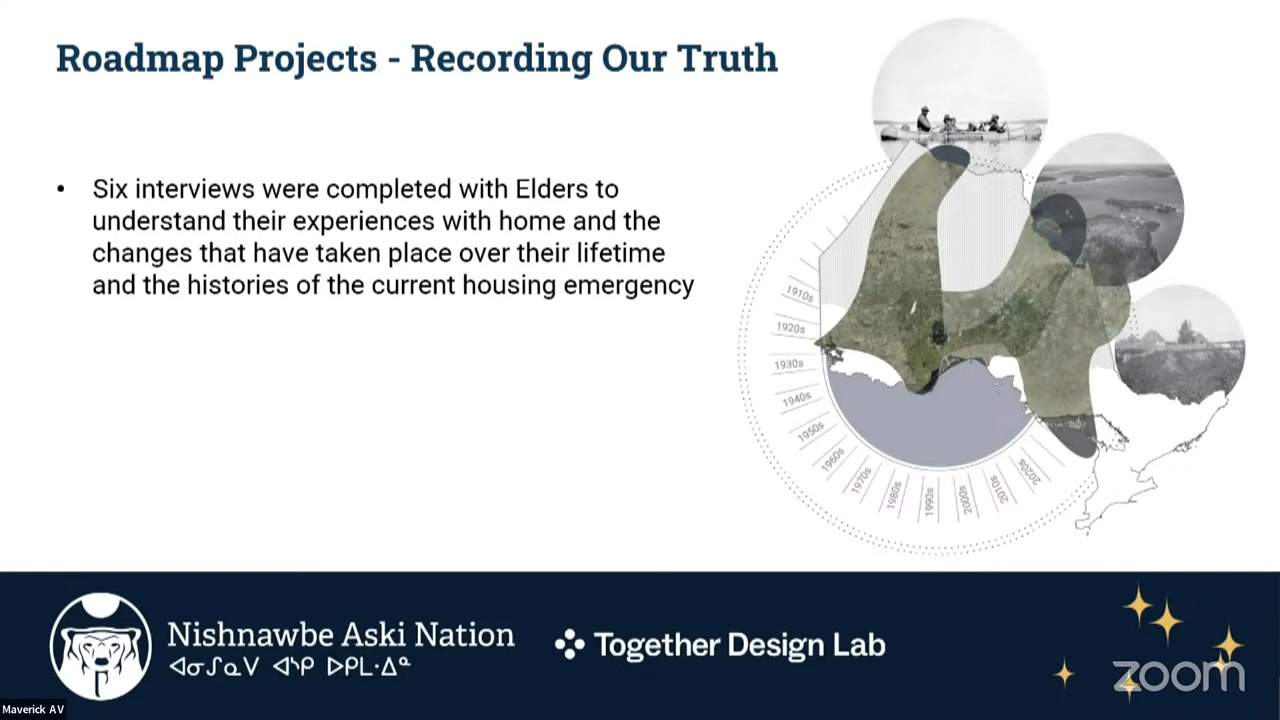 Roadmap Projects - Recording Our Truth
• Six interviews were completed with Elders to
understand their experiences with home and the
changes that have taken place over their lifetime
and the histories of the current housing emergency
1910s
1920s
1930s
1940s
1950s
1960s
1970s
1980s
1990s
2000s
2010s
2020s
Nishnawbe Aski Nation
ᐊᓂᔑᓇᐯ ᐊᔅᑭ ᐅᑭᒪᐧᐃᐣ
Together Design Lab
zoom
Maverick AV